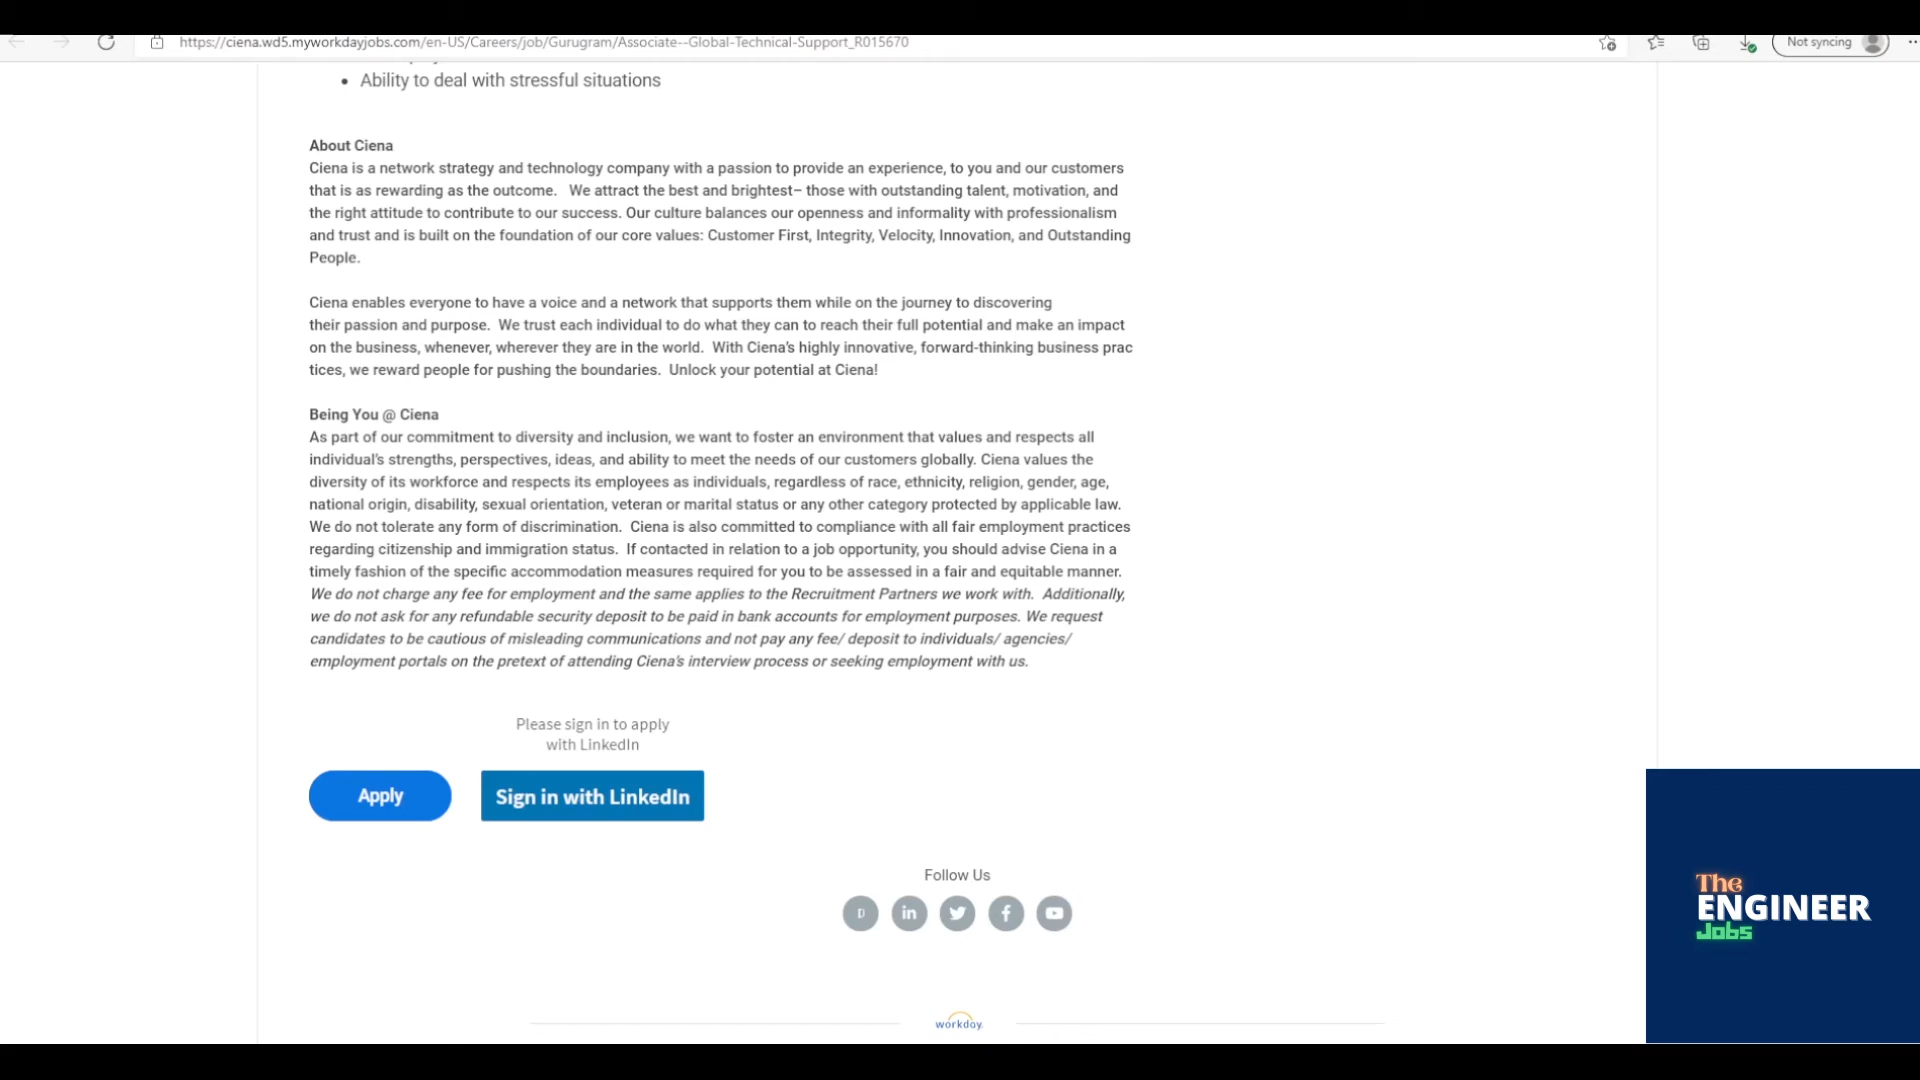 https://ciena.wd5.myworkdayjobs.com/en-US/Careers/job/Gurugram/Associate--Global-Technical-Support_R015670
Not syncing
• Ability to deal with stressful situations
About Ciena
Ciena is a network strategy and technology company with a passion to provide an experience, to you and our customers
that is as rewarding as the outcome.   We attract the best and brightest– those with outstanding talent, motivation, and
the right attitude to contribute to our success. Our culture balances our openness and informality with professionalism
and trust and is built on the foundation of our core values: Customer First, Integrity, Velocity, Innovation, and Outstanding
People.
Ciena enables everyone to have a voice and a network that supports them while on the journey to discovering
their passion and purpose.  We trust each individual to do what they can to reach their full potential and make an impact
on the business, whenever, wherever they are in the world.  With Ciena's highly innovative, forward-thinking business prac
tices, we reward people for pushing the boundaries.  Unlock your potential at Ciena!
Being You @ Ciena
As part of our commitment to diversity and inclusion, we want to foster an environment that values and respects all
individual's strengths, perspectives, ideas, and ability to meet the needs of our customers globally. Ciena values the
diversity of its workforce and respects its employees as individuals, regardless of race, ethnicity, religion, gender, age,
national origin, disability, sexual orientation, veteran or marital status or any other category protected by applicable law.
We do not tolerate any form of discrimination.  Ciena is also committed to compliance with all fair employment practices
regarding citizenship and immigration status.  If contacted in relation to a job opportunity, you should advise Ciena in a
timely fashion of the specific accommodation measures required for you to be assessed in a fair and equitable manner.
We do not charge any fee for employment and the same applies to the Recruitment Partners we work with.  Additionally,
we do not ask for any refundable security deposit to be paid in bank accounts for employment purposes. We request
candidates to be cautious of misleading communications and not pay any fee/ deposit to individuals/ agencies/
employment portals on the pretext of attending Ciena's interview process or seeking employment with us.
Please sign in to apply
with LinkedIn
Apply
Sign in with LinkedIn
Follow Us
D
in
workday.
The
ENGINEER
Jobs